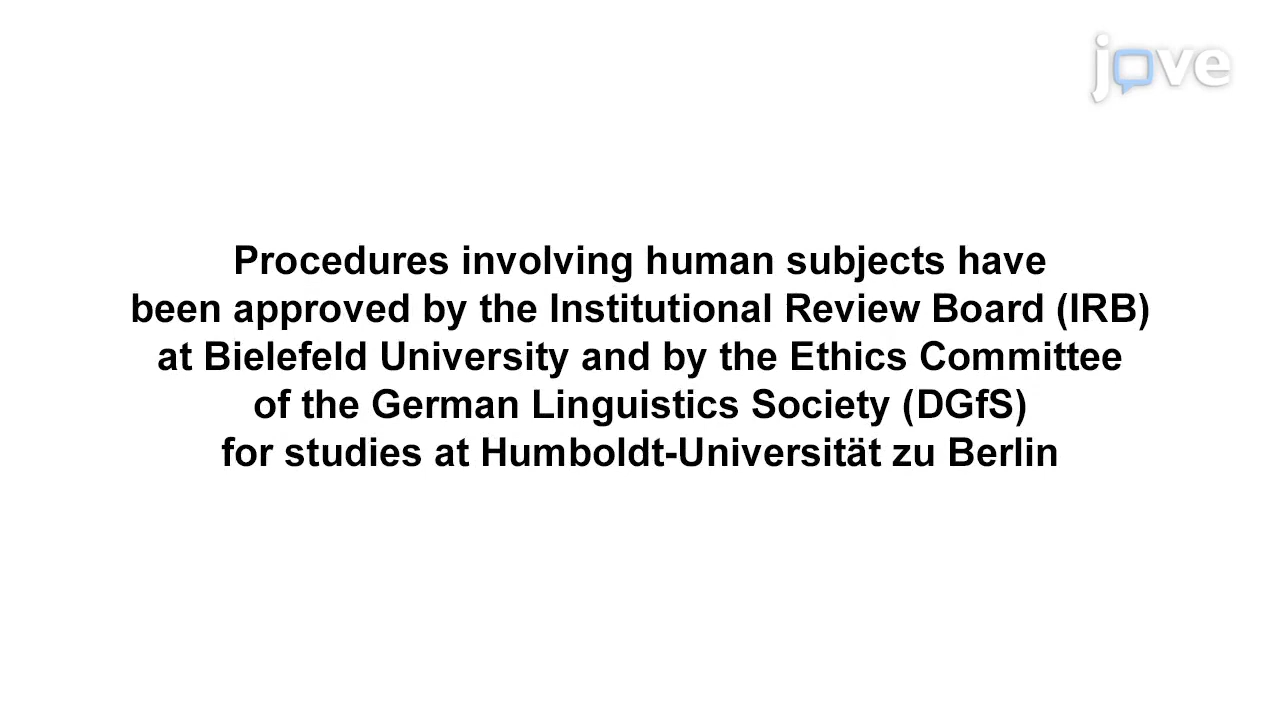 jove
Procedures involving human subjects have
been approved by the Institutional Review Board (IRB)
at Bielefeld University and by the Ethics Committee
of the German Linguistics Society (DGfS)
for studies at Humboldt-Universität zu Berlin